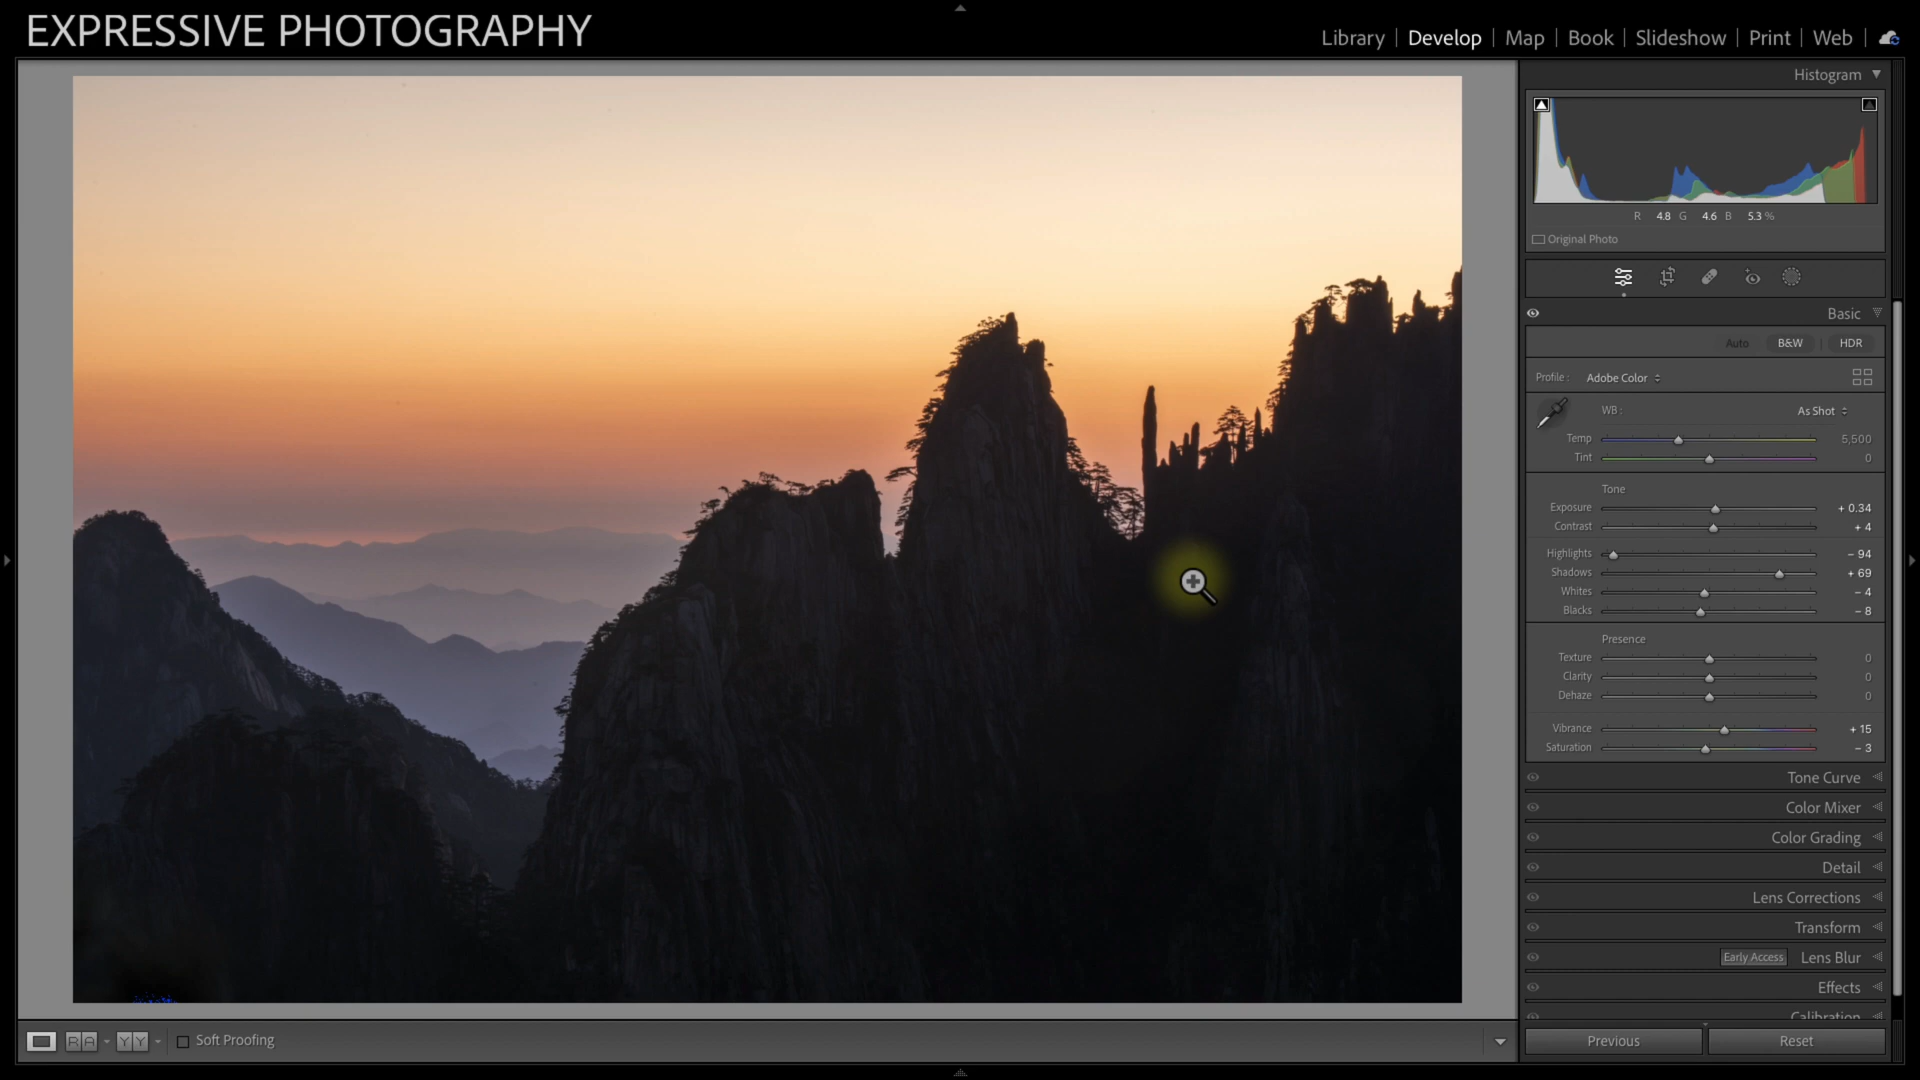 EXPRESSIVE PHOTOGRAPHY
Library | Develop | Map | Book | Slideshow | Print | Web |
Histogram
R 4.8 G 4.6 B 5.3 %
Original Photo
Basic
Auto B&W | HDR
Profile : Adobe Color
WB : As Shot
Temp 5,500
Tint 0
Tone
Exposure + 0.34
Contrast + 4
Highlights − 94
Shadows + 69
Whites − 4
Blacks − 8
Presence
Texture 0
Clarity 0
Dehaze 0
Vibrance + 15
Saturation − 3
Tone Curve
Color Mixer
Color Grading
Detail
Lens Corrections
Transform
Early Access Lens Blur
Effects
Calibration
R A Y Y Soft Proofing
Previous Reset